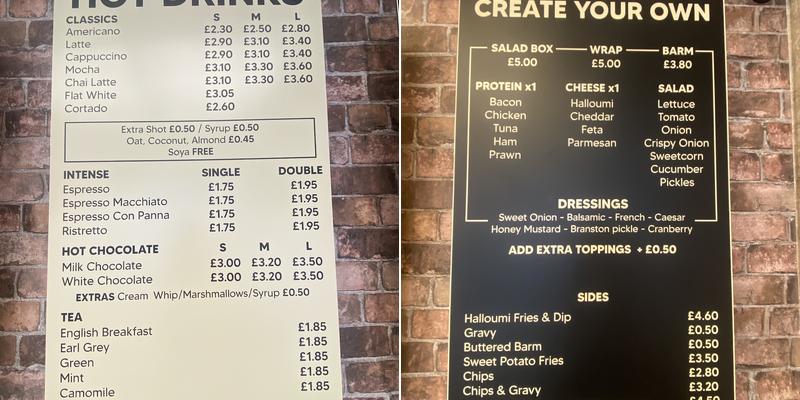 HOT DRINKS
CLASSICS S M L
Americano £2.30 £2.50 £2.80
Latte £2.90 £3.10 £3.40
Cappuccino £2.90 £3.10 £3.40
Mocha £3.10 £3.30 £3.60
Chai Latte £3.10 £3.30 £3.60
Flat White £3.05
Cortado £2.60
Extra Shot £0.50 / Syrup £0.50
Oat, Coconut, Almond £0.45
Soya FREE
INTENSE SINGLE DOUBLE
Espresso £1.75 £1.95
Espresso Macchiato £1.75 £1.95
Espresso Con Panna £1.75 £1.95
Ristretto £1.75 £1.95
HOT CHOCOLATE S M L
Milk Chocolate £3.00 £3.20 £3.50
White Chocolate £3.00 £3.20 £3.50
EXTRAS Cream Whip/Marshmallows/Syrup £0.50
TEA
English Breakfast £1.85
Earl Grey £1.85
Green £1.85
Mint £1.85
Camomile £1.85
CREATE YOUR OWN
SALAD BOX WRAP BARM
£5.00 £5.00 £3.80
PROTEIN x1 CHEESE x1 SALAD
Bacon Halloumi Lettuce
Chicken Cheddar Tomato
Tuna Feta Onion
Ham Parmesan Crispy Onion
Prawn Sweetcorn
Cucumber
Pickles
DRESSINGS
Sweet Onion - Balsamic - French - Caesar
Honey Mustard - Branston pickle - Cranberry
ADD EXTRA TOPPINGS + £0.50
SIDES
Halloumi Fries & Dip £4.60
Gravy £0.50
Buttered Barm £0.50
Sweet Potato Fries £3.50
Chips £2.80
Chips & Gravy £3.20